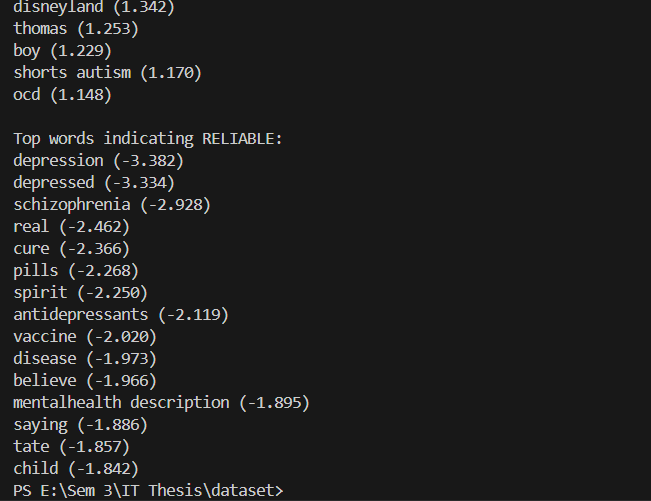 disneyland (1.342)
thomas (1.253)
boy (1.229)
shorts autism (1.170)
ocd (1.148)

Top words indicating RELIABLE:
depression (-3.382)
depressed (-3.334)
schizophrenia (-2.928)
real (-2.462)
cure (-2.366)
pills (-2.268)
spirit (-2.250)
antidepressants (-2.119)
vaccine (-2.020)
disease (-1.973)
believe (-1.966)
mentalhealth description (-1.895)
saying (-1.886)
tate (-1.857)
child (-1.842)
PS E:\Sem 3\IT Thesis\dataset>